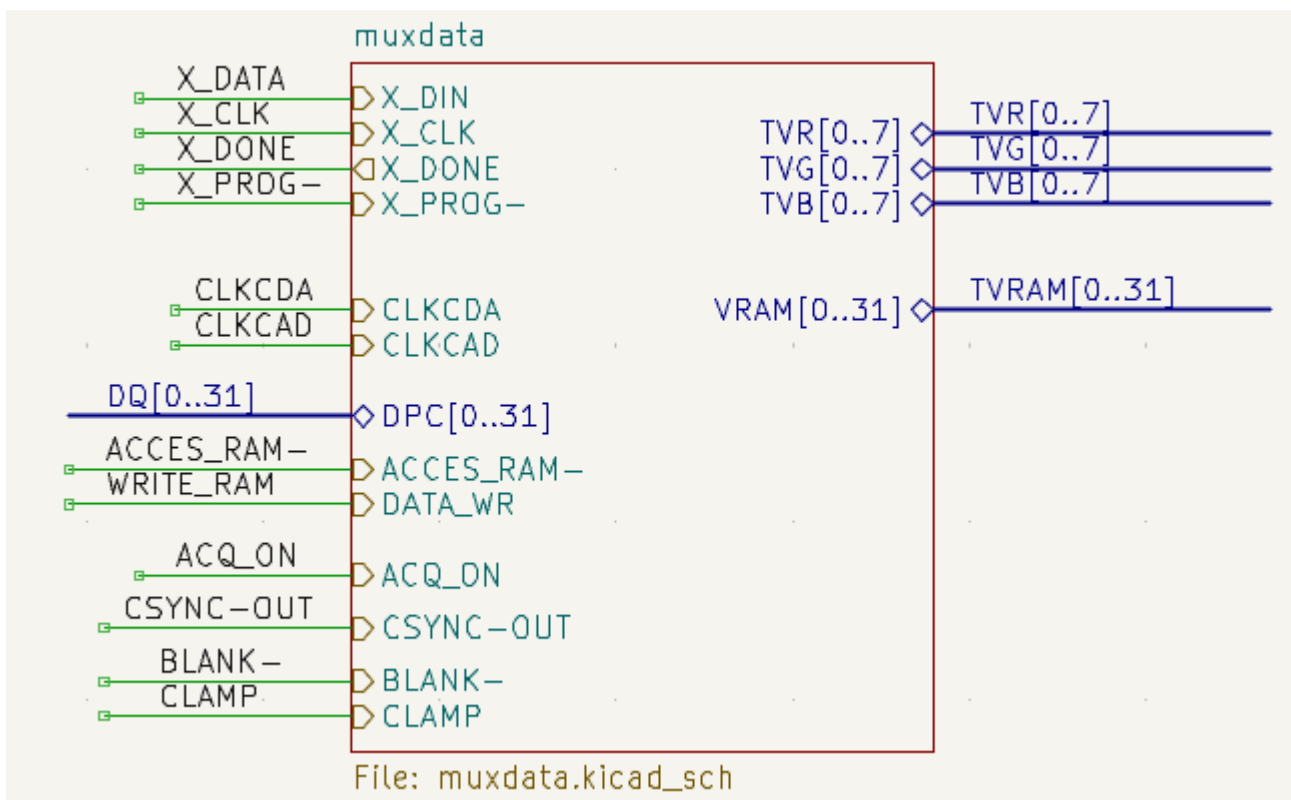 muxdata
X_DATA
X_DIN
X_CLK
X_CLK
X_DONE
X_DONE
X_PROG-
X_PROG-
TVR[0..7]
TVR[0..7]
TVG[0..7]
TVG[0..7]
TVB[0..7]
TVB[0..7]
CLKCDA
CLKCDA
CLKCAD
CLKCAD
VRAM[0..31]
TVRAM[0..31]
DQ[0..31]
DPC[0..31]
ACCES_RAM-
ACCES_RAM-
WRITE_RAM
DATA_WR
ACQ_ON
ACQ_ON
CSYNC-OUT
CSYNC-OUT
BLANK-
BLANK-
CLAMP
CLAMP
File: muxdata.kicad_sch